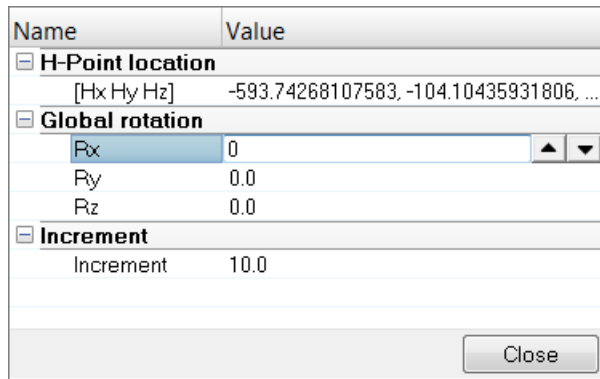 Name Value
H-Point location
[Hx Hy Hz] -593.74268107583, -104.10435931806, ...
Global rotation
Rx 0
Ry 0.0
Rz 0.0
Increment
Increment 10.0
Close